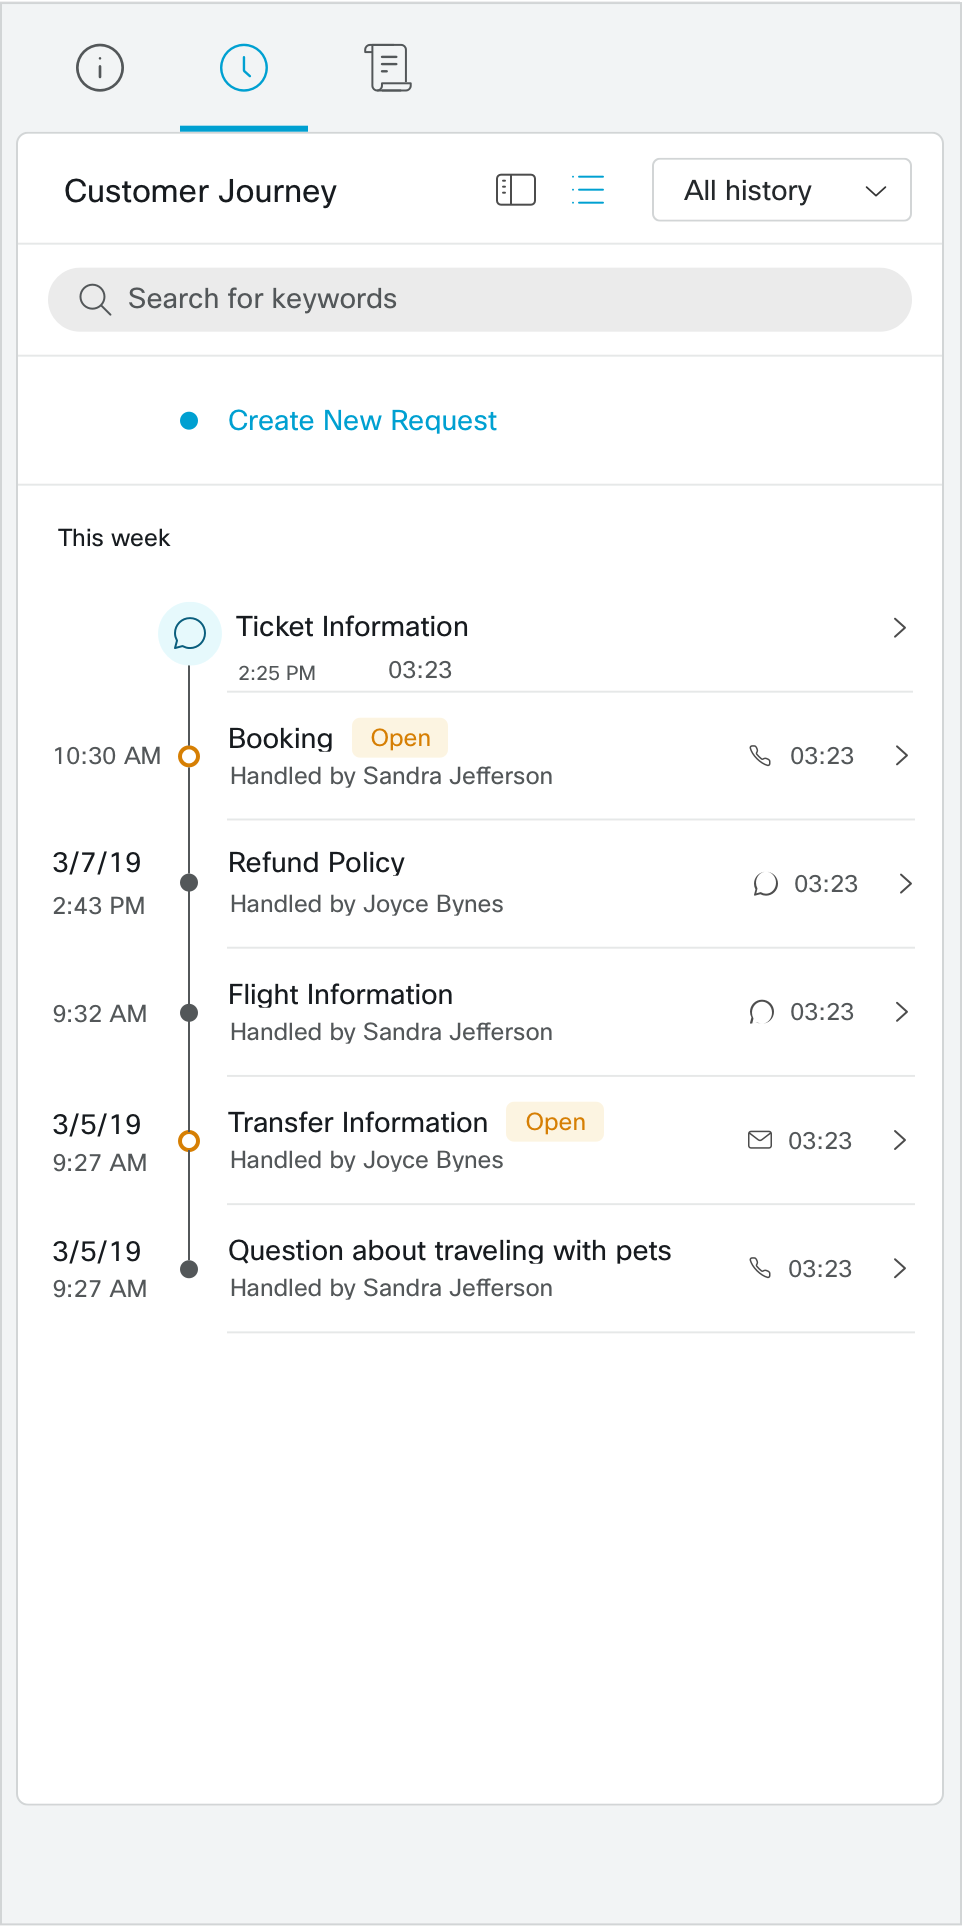 Customer Journey
All history
Search for keywords
Create New Request
This week
Ticket Information
2:25 PM 03:23
Booking Open
10:30 AM 03:23
Handled by Sandra Jefferson
3/7/19 Refund Policy
2:43 PM Handled by Joyce Bynes 03:23
Flight Information
9:32 AM 03:23
Handled by Sandra Jefferson
3/5/19 Transfer Information Open
9:27 AM Handled by Joyce Bynes 03:23
3/5/19 Question about traveling with pets
9:27 AM Handled by Sandra Jefferson 03:23